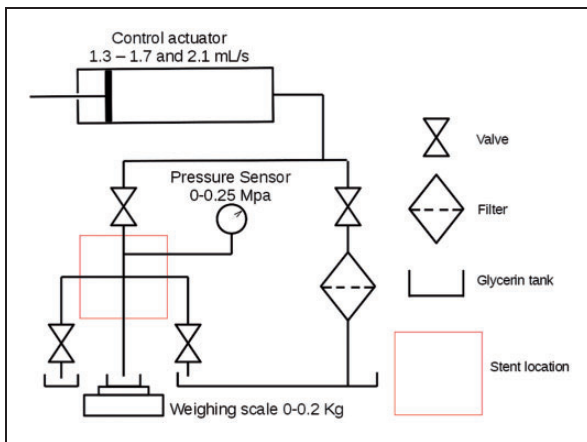 Control actuator
1.3 – 1.7 and 2.1 mL/s
Pressure Sensor
0-0.25 Mpa
Valve
Filter
Glycerin tank
Stent location
Weighing scale 0-0.2 Kg